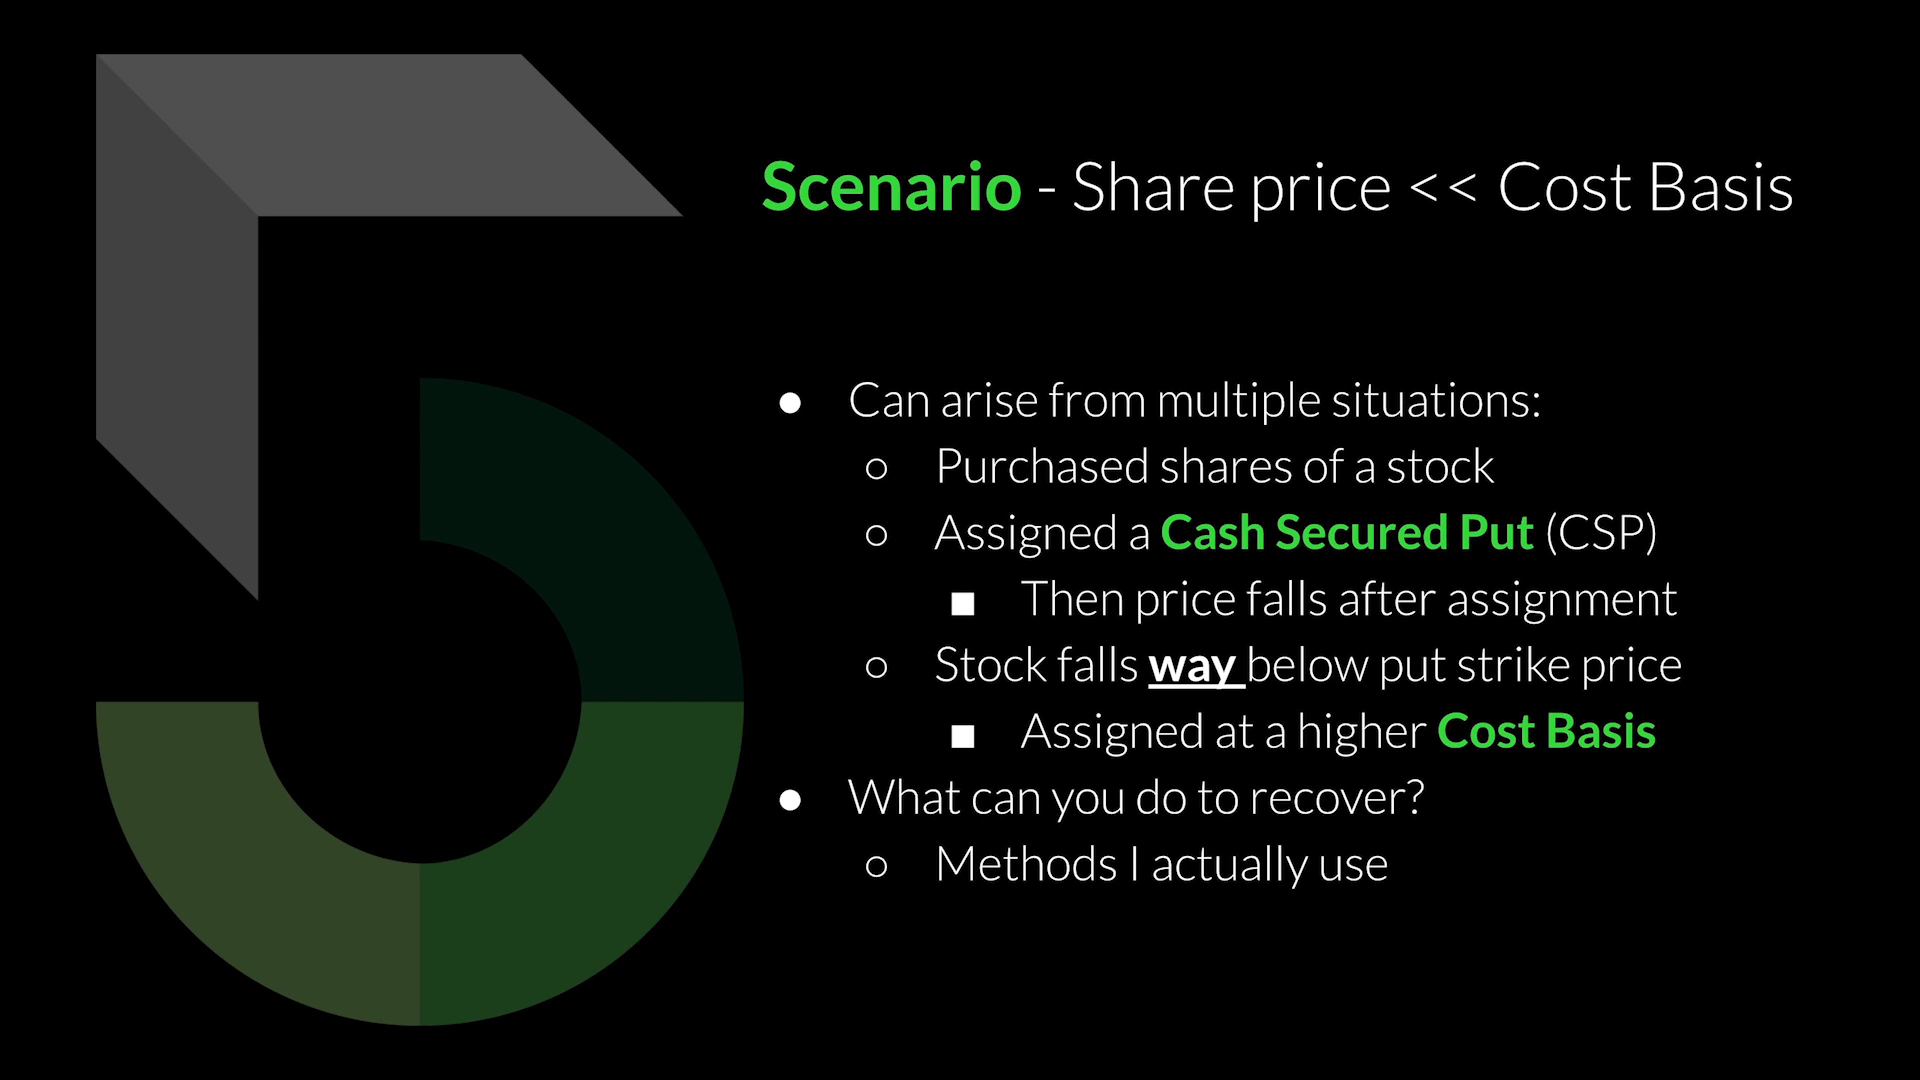 Scenario - Share price << Cost Basis
● Can arise from multiple situations:
○ Purchased shares of a stock
○ Assigned a Cash Secured Put (CSP)
■ Then price falls after assignment
○ Stock falls way below put strike price
■ Assigned at a higher Cost Basis
● What can you do to recover?
○ Methods I actually use